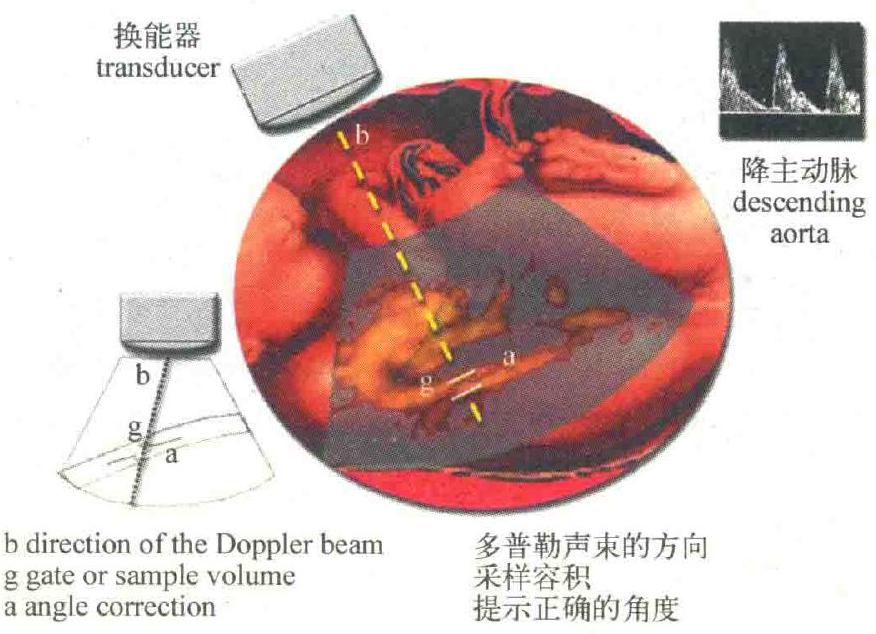 换能器
transducer
b
降主动脉
descending
aorta
a
g
b
g
a
b direction of the Doppler beam
g gate or sample volume
a angle correction
多普勒声束的方向
采样容积
提示正确的角度